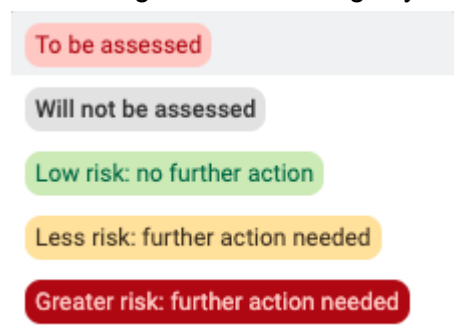 To be assessed
Will not be assessed
Low risk: no further action
Less risk: further action needed
Greater risk: further action needed